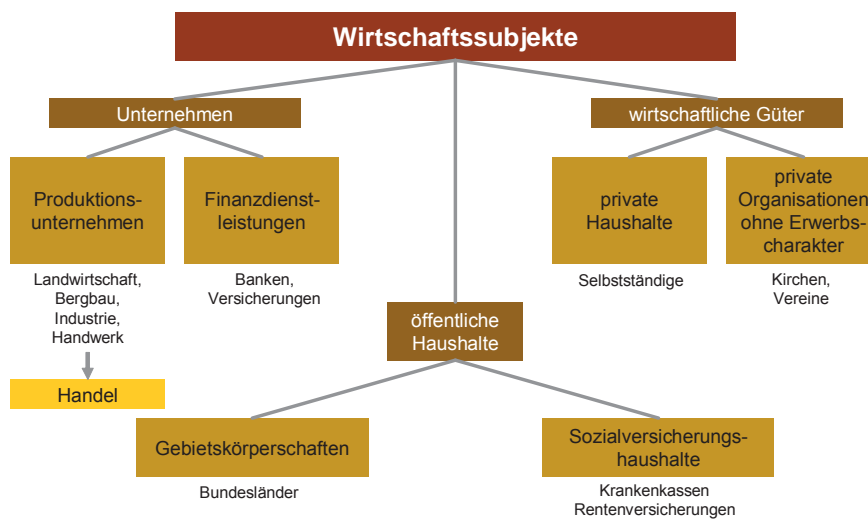 Wirtschaftssubjekte
Unternehmen
wirtschaftliche Güter
Produktions-
unternehmen
Finanzdienst-
leistungen
private
Haushalte
private
Organisationen
ohne Erwerbs-
charakter
Landwirtschaft,
Bergbau,
Industrie,
Handwerk
Banken,
Versicherungen
Selbstständige
Kirchen,
Vereine
öffentliche
Haushalte
Handel
Gebietskörperschaften
Sozialversicherungs-
haushalte
Bundesländer
Krankenkassen
Rentenversicherungen